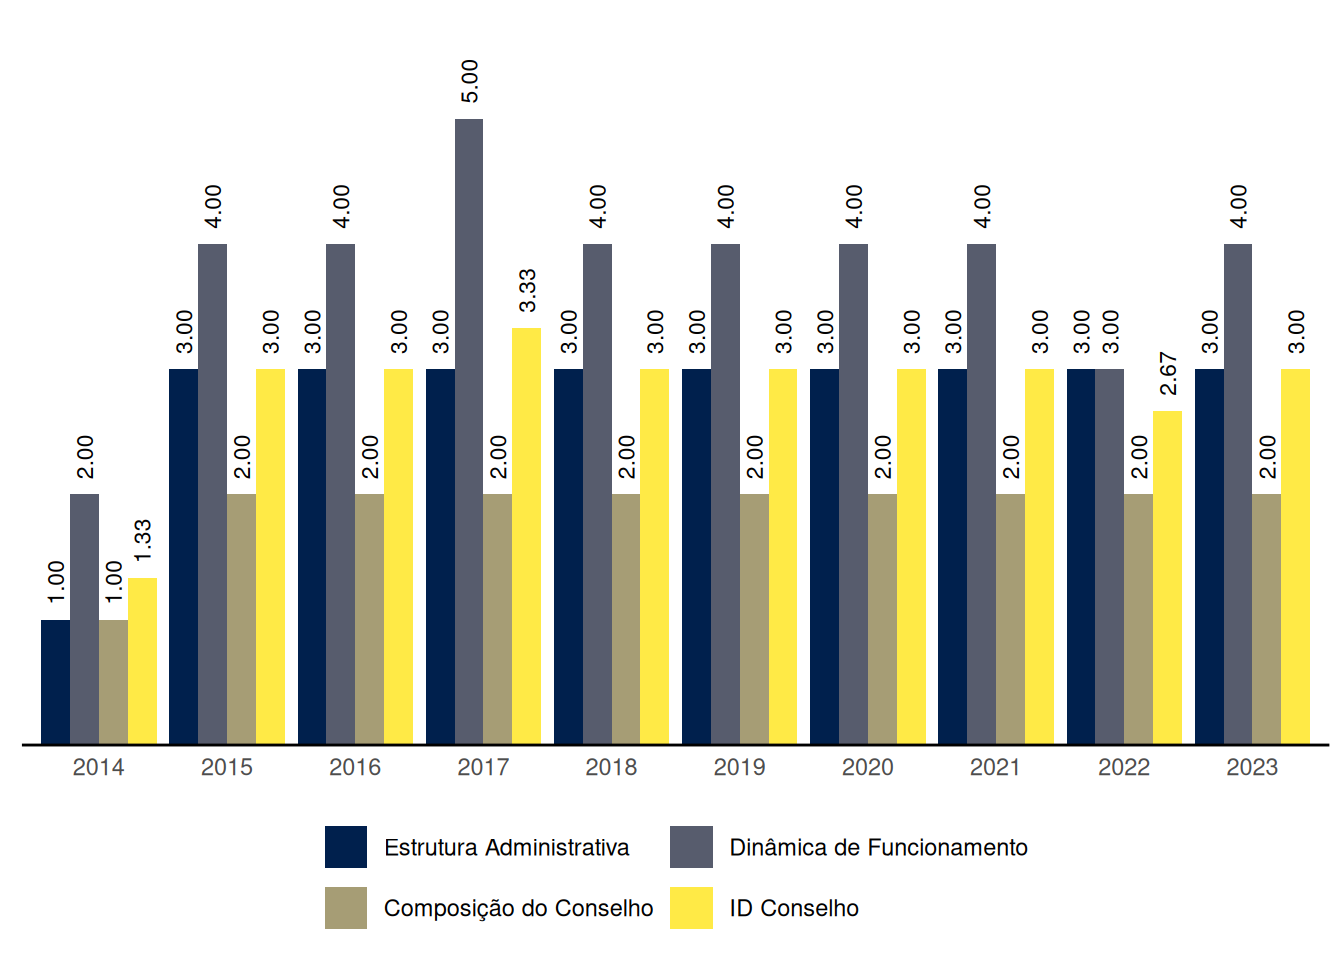 5.00
4.00 4.00 4.00 4.00 4.00 4.00 4.00
3.33
3.00 3.00 3.00 3.00 3.00 3.00 3.00 3.00 3.00 3.00 3.00 3.00 3.00 3.00 3.00 3.00 3.00 3.00
2.67
2.00 2.00 2.00 2.00 2.00 2.00 2.00 2.00 2.00 2.00
1.33
1.00 1.00
2014 2015 2016 2017 2018 2019 2020 2021 2022 2023
Estrutura Administrativa Dinâmica de Funcionamento
Composição do Conselho ID Conselho